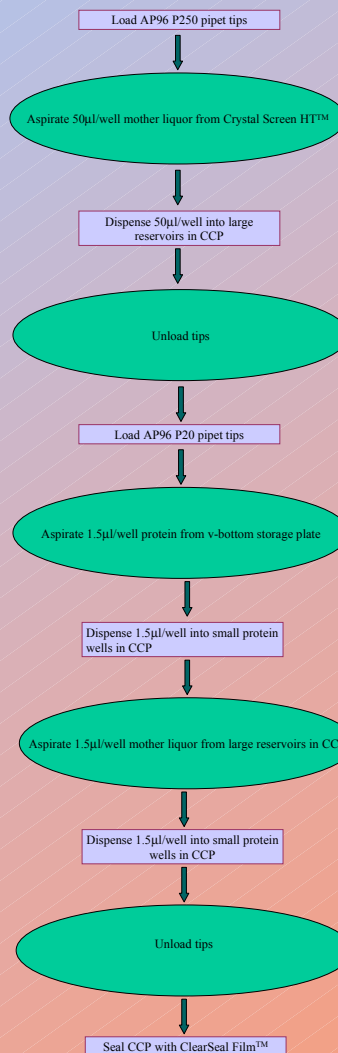 Load AP96 P250 pipet tips
Aspirate 50µl/well mother liquor from Crystal Screen HT™
Dispense 50µl/well into large
reservoirs in CCP
Unload tips
Load AP96 P20 pipet tips
Aspirate 1.5µl/well protein from v-bottom storage plate
Dispense 1.5µl/well into small protein
wells in CCP
Aspirate 1.5µl/well mother liquor from large reservoirs in CC
Dispense 1.5µl/well into small protein
wells in CCP
Unload tips
Seal CCP with ClearSeal Film™